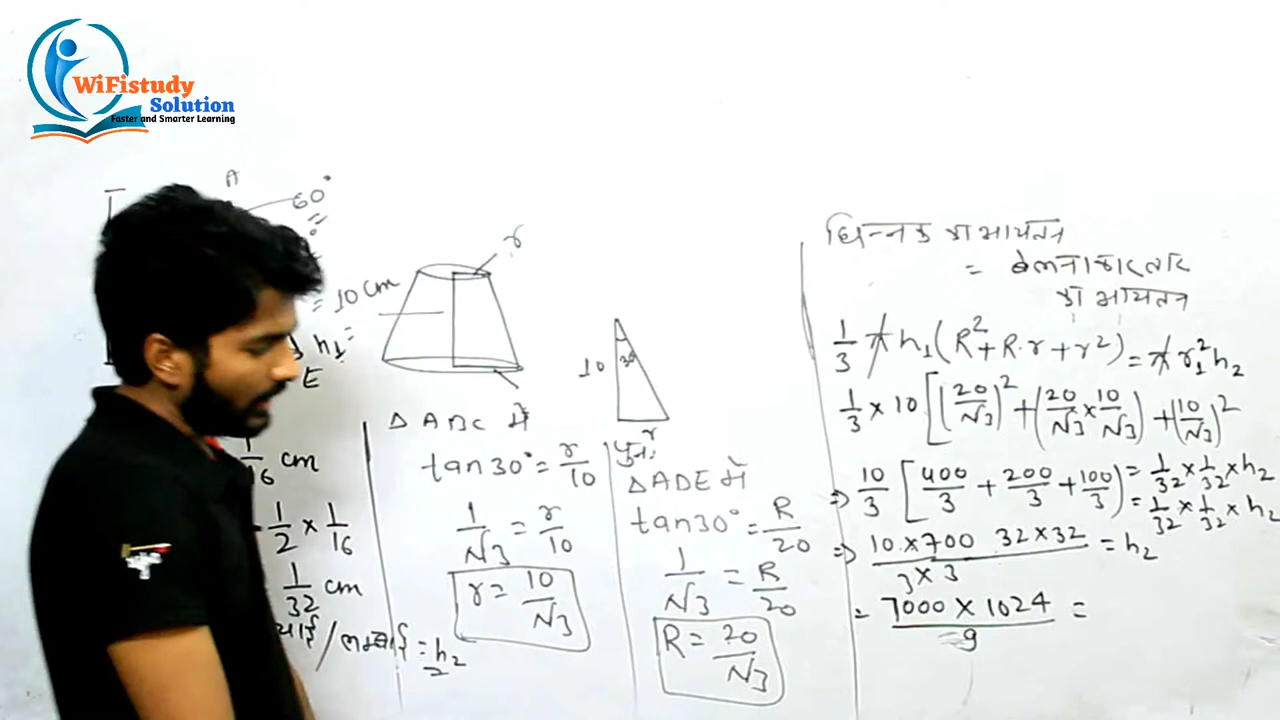 WiFistudy
Solution
Faster and Smarter Learning
A
60°
= 10 cm
h₁
E
r
10
30
r
1/16 cm
1/2 × 1/16
1/32 cm
= h₂
△ ABC में
tan30° = r/10
1/√3 = r/10
r = 10/√3
पुनः
△ ADE में
tan30° = R/20
1/√3 = R/20
R = 20/√3
छिन्नक का आयतन
= बेलनाकार तार
का आयतन
1/3 π h₁ (R² + R.r + r²) = π r₁² h₂
1/3 × 10 [(20/√3)² + (20/√3 × 10/√3) + (10/√3)²
⇒ 10/3 [400/3 + 200/3 + 100/3) = 1/32 × 1/32 × h₂
= 1/32 × 1/32 × h₂
⇒ 10 × 700 32 × 32 / 3 × 3 = h₂
= 7000 × 1024 / 9 =